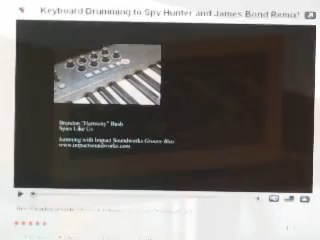 Keyboard Drumming to Spy Hunter and James Bond Remix!
Brandon "Harmony" Bush
Spies Like Us
Jamming with Impact Soundworks Groove Bias
www.impactsoundworks.com